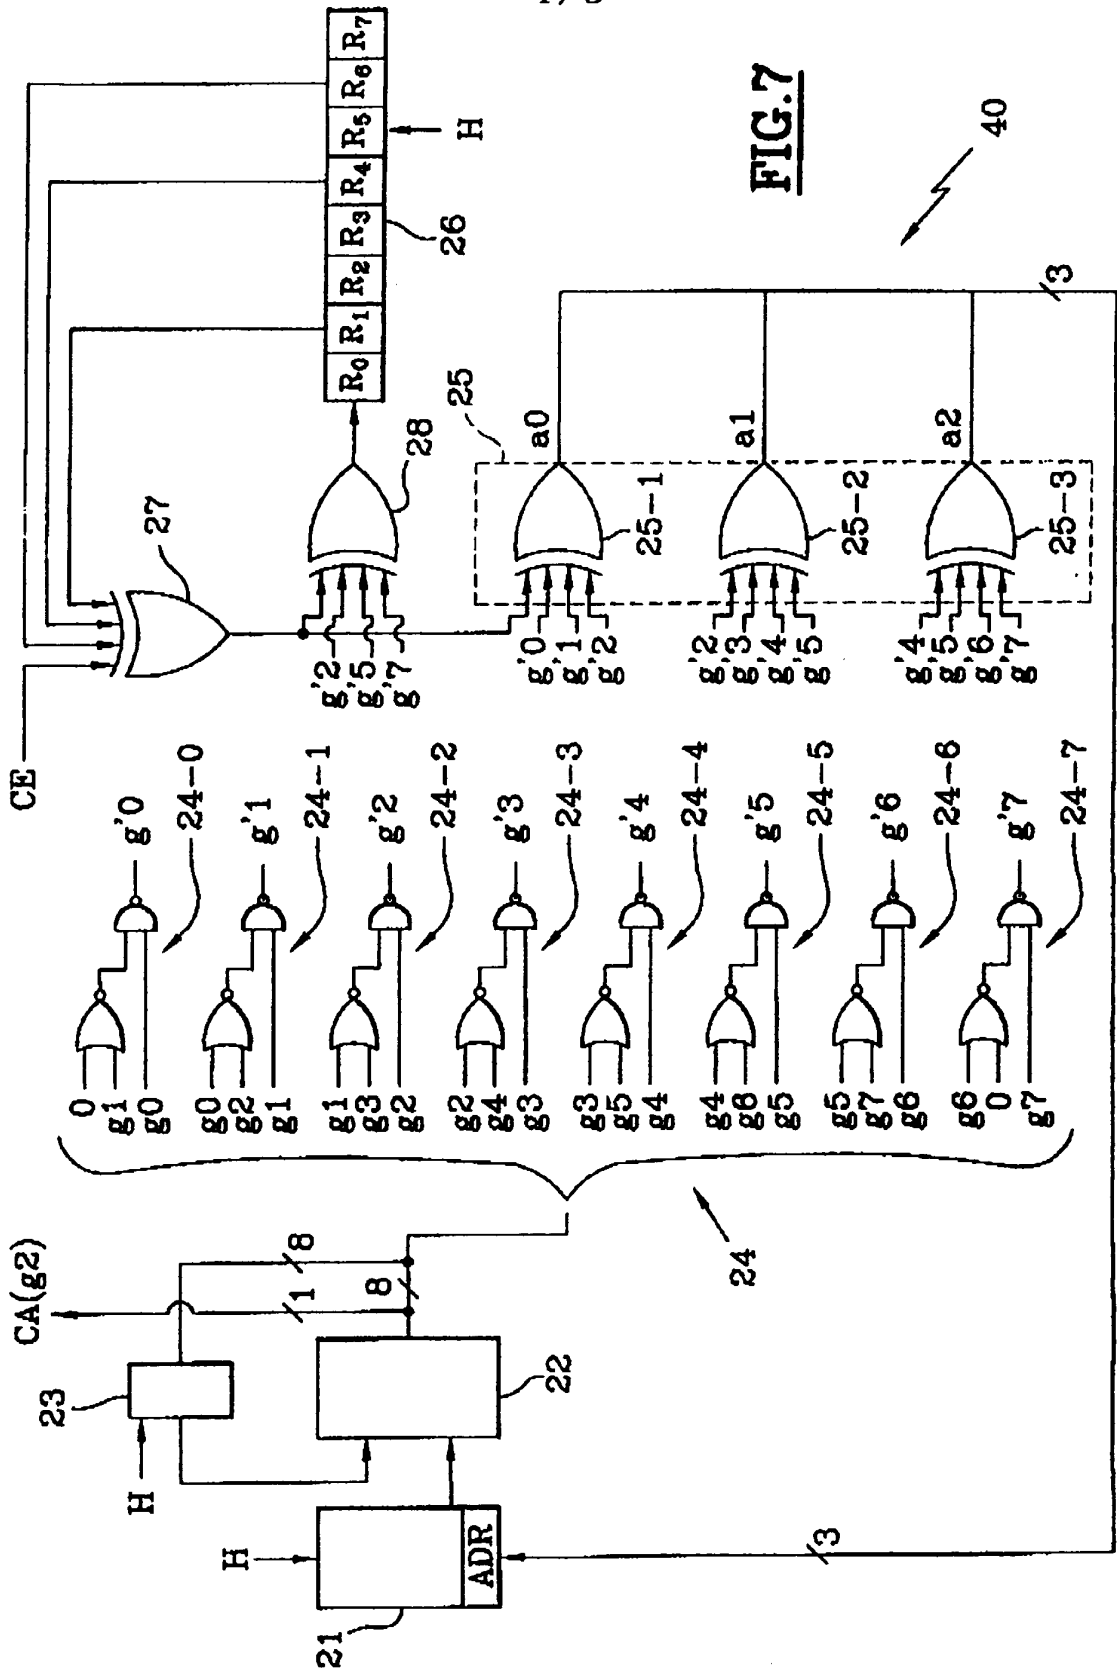 FIG.7
40
CA(g2)
H
23
1
8
8
22
H
21
ADR
3
24
0
g1
g0
g'0
24-0
g0
g2
g1
g'1
24-1
g1
g3
g2
g'2
24-2
g2
g4
g3
g'3
24-3
g3
g5
g4
g'4
24-4
g4
g6
g5
g'5
24-5
g5
g7
g6
g'6
24-6
g6
0
g7
g'7
24-7
CE
27
g'2
g'5
g'7
28
R0 R1 R2 R3 R4 R5 R6 R7
26
H
25
g'0
g'1
g'2
25-1
a0
g'2
g'3
g'4
g'5
25-2
a1
g'4
g'5
g'6
g'7
25-3
a2
3